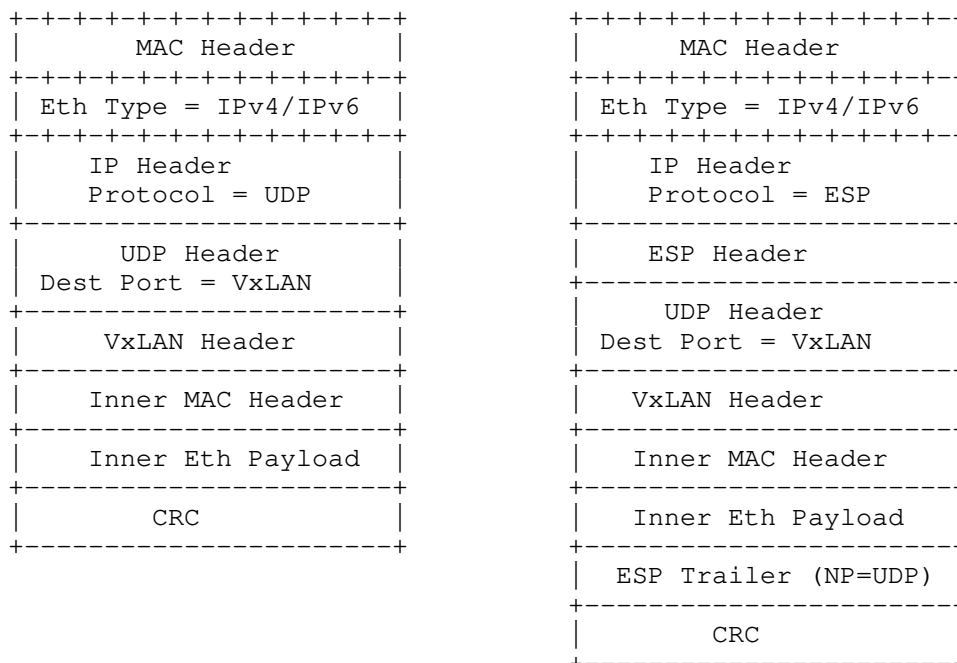 +-+-+-+-+-+-+-+-+-+-+-+-+
| MAC Header |
+-+-+-+-+-+-+-+-+-+-+-+-+
| Eth Type = IPv4/IPv6 |
+-+-+-+-+-+-+-+-+-+-+-+-+
| IP Header |
| Protocol = UDP |
+-----------------------+
| UDP Header |
| Dest Port = VxLAN |
+-----------------------+
| VxLAN Header |
+-----------------------+
| Inner MAC Header |
+-----------------------+
| Inner Eth Payload |
+-----------------------+
| CRC |
+-----------------------+
+-+-+-+-+-+-+-+-+-+-+-+--
| MAC Header
+-+-+-+-+-+-+-+-+-+-+-+--
| Eth Type = IPv4/IPv6
+-+-+-+-+-+-+-+-+-+-+-+--
| IP Header
| Protocol = ESP
+-----------------------
| ESP Header
+-----------------------
| UDP Header
| Dest Port = VxLAN
+-----------------------
| VxLAN Header
+-----------------------
| Inner MAC Header
+-----------------------
| Inner Eth Payload
+-----------------------
| ESP Trailer (NP=UDP)
+-----------------------
| CRC
+-----------------------